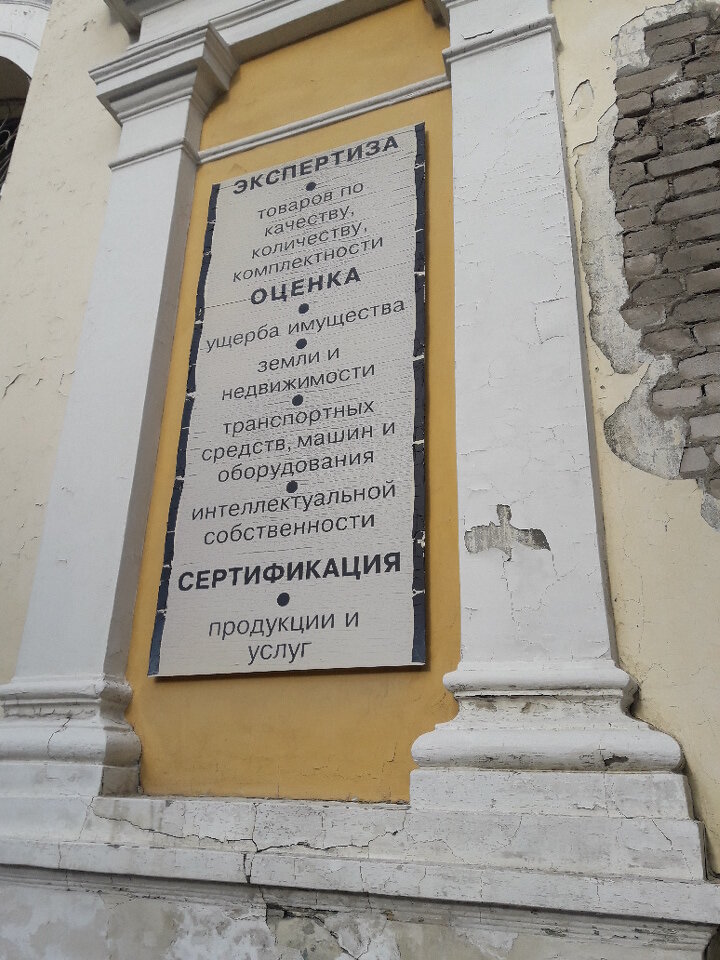 ЭКСПЕРТИЗА
•
товаров по
качеству,
количеству,
комплектности
ОЦЕНКА
•
ущерба имущества
•
земли и
недвижимости
•
транспортных
средств, машин и
оборудования
•
интеллектуальной
собственности
СЕРТИФИКАЦИЯ
•
продукции и
услуг